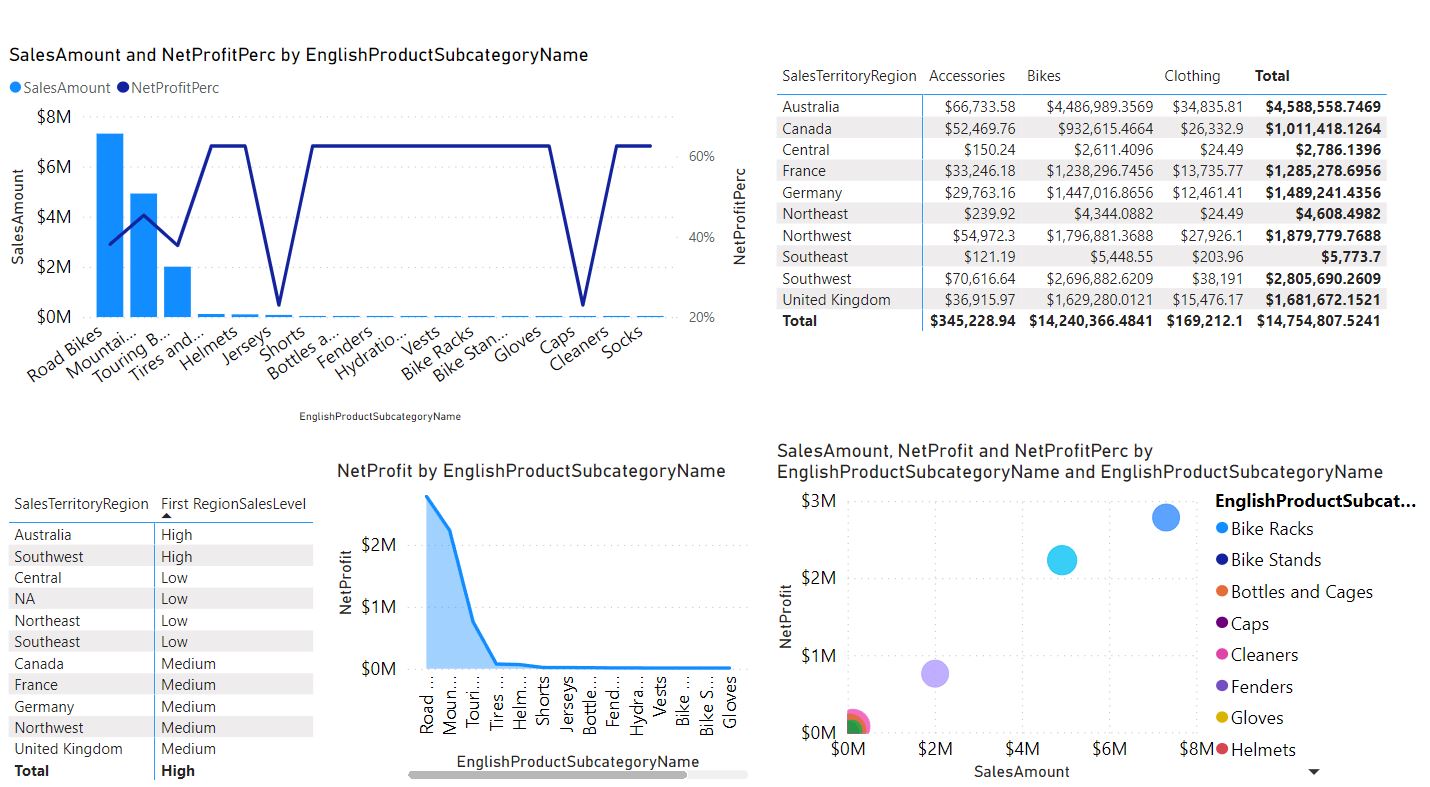 SalesAmount and NetProfitPerc by EnglishProductSubcategoryName
SalesAmount NetProfitPerc
$8M
$6M
$4M
$2M
$0M
SalesAmount
60%
40%
20%
NetProfitPerc
Road Bikes
Mountai...
Touring B...
Tires and...
Helmets
Jerseys
Shorts
Bottles a...
Fenders
Hydratio...
Vests
Bike Racks
Bike Stan...
Gloves
Caps
Cleaners
Socks
EnglishProductSubcategoryName
SalesTerritoryRegion Accessories Bikes Clothing Total
Australia $66,733.58 $4,486,989.3569 $34,835.81 $4,588,558.7469
Canada $52,469.76 $932,615.4664 $26,332.9 $1,011,418.1264
Central $150.24 $2,611.4096 $24.49 $2,786.1396
France $33,246.18 $1,238,296.7456 $13,735.77 $1,285,278.6956
Germany $29,763.16 $1,447,016.8656 $12,461.41 $1,489,241.4356
Northeast $239.92 $4,344.0882 $24.49 $4,608.4982
Northwest $54,972.3 $1,796,881.3688 $27,926.1 $1,879,779.7688
Southeast $121.19 $5,448.55 $203.96 $5,773.7
Southwest $70,616.64 $2,696,882.6209 $38,191 $2,805,690.2609
United Kingdom $36,915.97 $1,629,280.0121 $15,476.17 $1,681,672.1521
Total $345,228.94 $14,240,366.4841 $169,212.1 $14,754,807.5241
SalesTerritoryRegion First RegionSalesLevel
Australia High
Southwest High
Central Low
NA Low
Northeast Low
Southeast Low
Canada Medium
France Medium
Germany Medium
Northwest Medium
United Kingdom Medium
Total High
NetProfit by EnglishProductSubcategoryName
$2M
$1M
$0M
NetProfit
Road ...
Moun...
Touri...
Tires ...
Helm...
Shorts
Jerseys
Bottle...
Fend...
Hydra...
Vests
Bike ...
Bike S...
Gloves
EnglishProductSubcategoryName
SalesAmount, NetProfit and NetProfitPerc by
EnglishProductSubcategoryName and EnglishProductSubcategoryName
$3M
$2M
$1M
$0M
NetProfit
$0M $2M $4M $6M $8M
SalesAmount
EnglishProductSubcat...
Bike Racks
Bike Stands
Bottles and Cages
Caps
Cleaners
Fenders
Gloves
Helmets